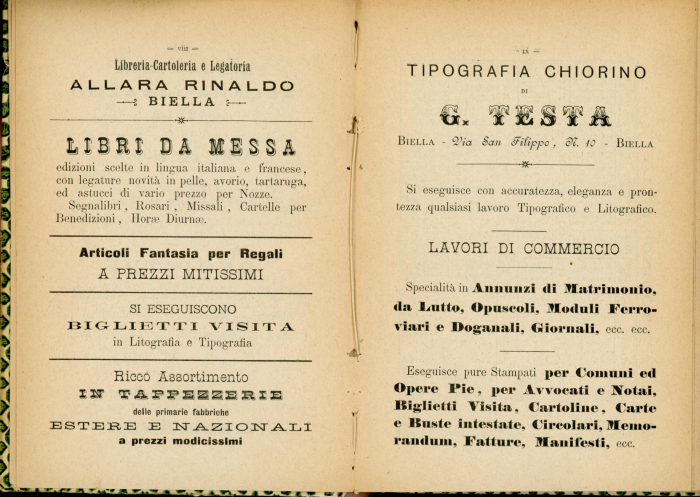 — VIII —
Libreria-Cartoleria e Legatoria
ALLARA RINALDO
BIELLA
LIBRI DA MESSA
edizioni scelte in lingua italiana e francese,
con legature novità in pelle, avorio, tartaruga,
ed astucci di vario prezzo per Nozze.
Segnalibri, Rosari, Missali, Cartelle per
Benedizioni, Horæ Diurnæ.
Articoli Fantasia per Regali
A PREZZI MITISSIMI
SI ESEGUISCONO
BIGLIETTI VISITA
in Litografia e Tipografia
Ricco Assortimento
IN TAPPEZZERIE
delle primarie fabbriche
ESTERE E NAZIONALI
a prezzi modicissimi
— IX —
TIPOGRAFIA CHIORINO
DI
G. TESTA
BIELLA - Via San Filippo, N. 10 - BIELLA
Si eseguisce con accuratezza, eleganza e pron-
tezza qualsiasi lavoro Tipografico e Litografico.
LAVORI DI COMMERCIO
Specialità in Annunzi di Matrimonio,
da Lutto, Opuscoli, Moduli Ferro-
viari e Doganali, Giornali, ecc. ecc.
Eseguisce pure Stampati per Comuni ed
Opere Pie, per Avvocati e Notai,
Biglietti Visita, Cartoline, Carte
e Buste intestate, Circolari, Memo-
randum, Fatture, Manifesti, ecc.